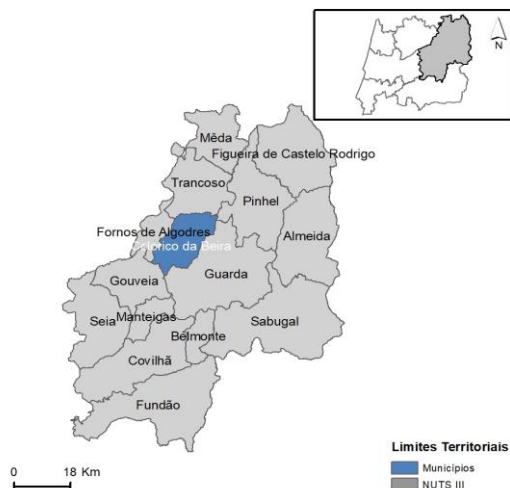 N
Mêda
Figueira de Castelo Rodrigo
Trancoso
Pinhel
Fornos de Algodres
Almeida
Celorico da Beira
Guarda
Gouveia
Manteigas
Seia
Sabugal
Belmonte
Covilhã
Fundão
Limites Territoriais
0 18 Km
Municípios
NUTS III